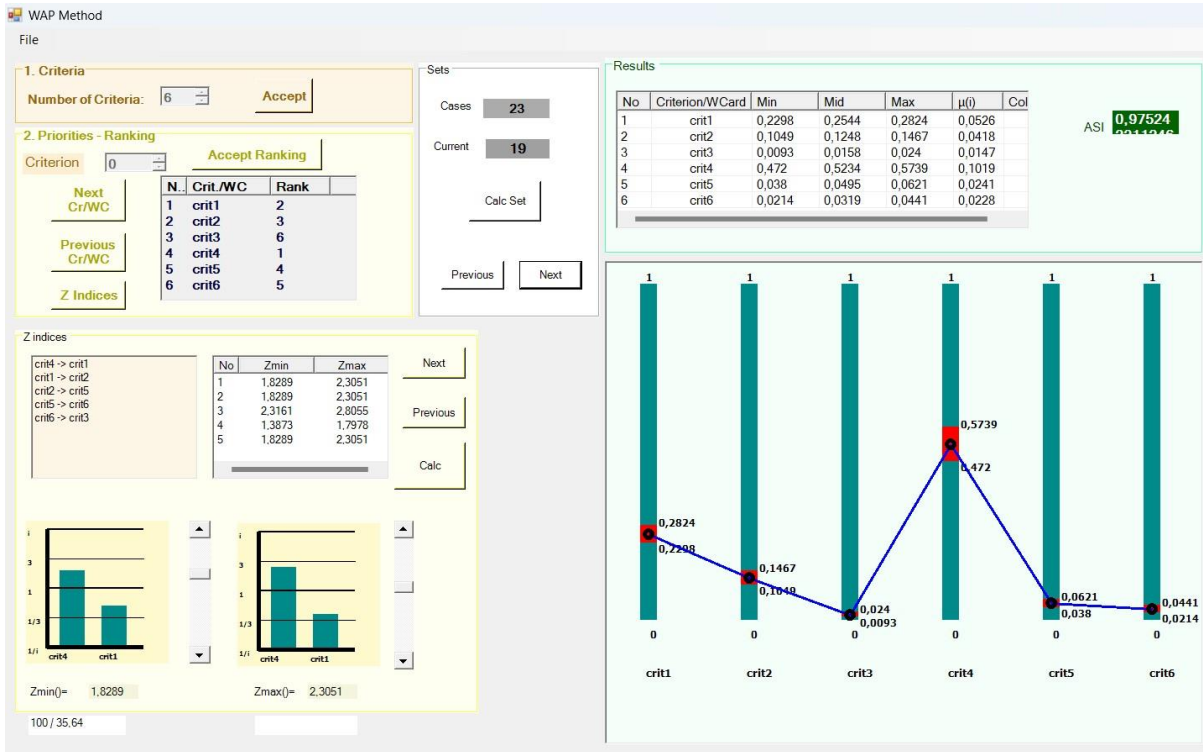 WAP Method
File
1. Criteria
Number of Criteria: 6 Accept
2. Priorities - Ranking
Criterion 0 Accept Ranking
Next Cr/WC
Previous Cr/WC
Z Indices
N.. Crit./WC Rank
1 crit1 2
2 crit2 3
3 crit3 6
4 crit4 1
5 crit5 4
6 crit6 5
Sets
Cases 23
Current 19
Calc Set
Previous Next
Results
No Criterion/WCard Min Mid Max μ(i) Col
1 crit1 0,2298 0,2544 0,2824 0,0526
2 crit2 0,1049 0,1248 0,1467 0,0418
3 crit3 0,0093 0,0158 0,024 0,0147
4 crit4 0,472 0,5234 0,5739 0,1019
5 crit5 0,038 0,0495 0,0621 0,0241
6 crit6 0,0214 0,0319 0,0441 0,0228
ASI 0,97524
Z indices
crit4 -> crit1
crit1 -> crit2
crit2 -> crit5
crit5 -> crit6
crit6 -> crit3
No Zmin Zmax
1 1,8289 2,3051
2 1,8289 2,3051
3 2,3161 2,8055
4 1,3873 1,7978
5 1,8289 2,3051
Next
Previous
Calc
i
3
1
1/3
1/i
crit4 crit1
i
3
1
1/3
1/i
crit4 crit1
Zmin()= 1,8289 Zmax()= 2,3051
100 / 35,64
1 1 1 1 1 1
0,5739
0,472
0,2824
0,2298
0,1467
0,1049
0,024
0,0093
0,0621
0,038
0,0441
0,0214
0 0 0 0 0 0
crit1 crit2 crit3 crit4 crit5 crit6